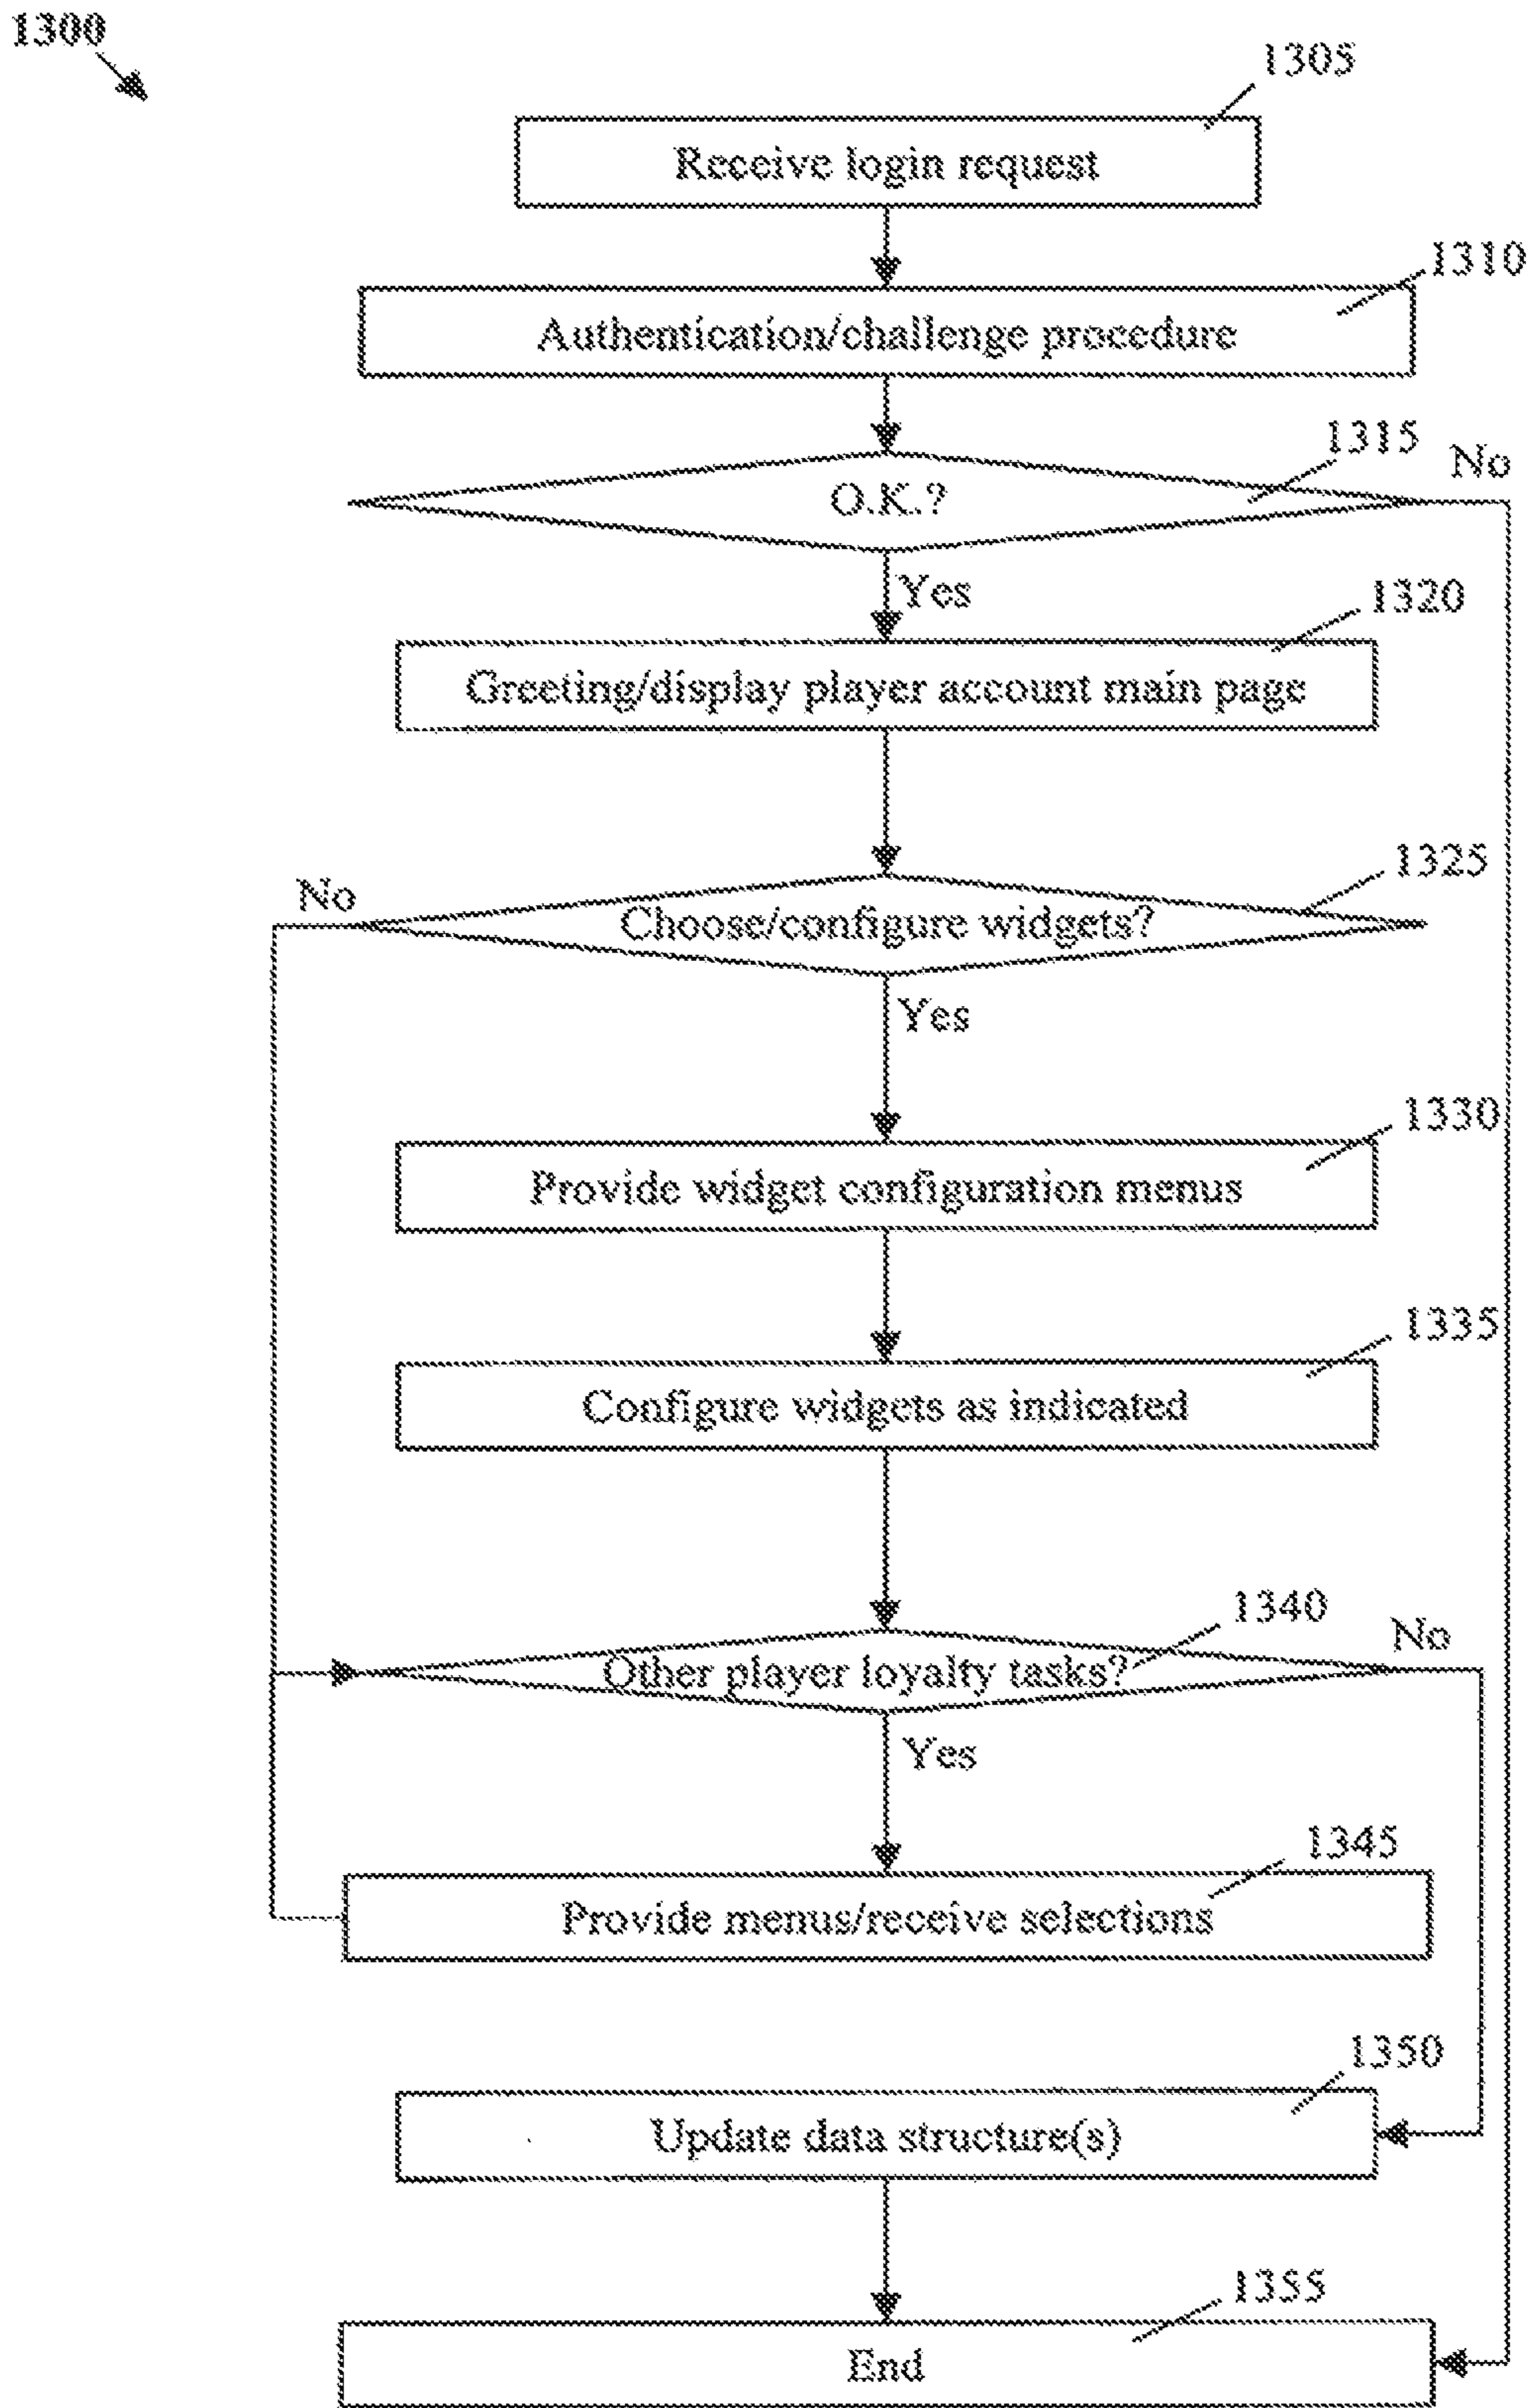 1300
1305
Receive login request
1310
Authentication/challenge procedure
1315
No
O.K.?
Yes
1320
Greeting/display player account main page
1325
No
Choose/configure widgets?
Yes
1330
Provide widget configuration menus
1335
Configure widgets as indicated
1340
No
Other player loyalty tasks?
Yes
1345
Provide menus/receive selections
1350
Update data structure(s)
1355
End